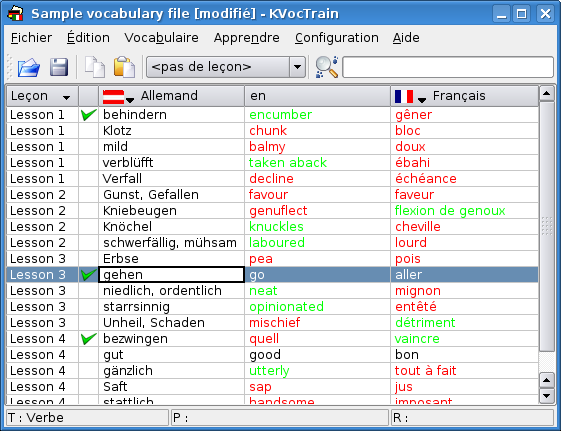 Sample vocabulary file [modifié] - KVocTrain
Fichier Édition Vocabulaire Apprendre Configuration Aide
<pas de leçon>
Leçon Allemand en Français
Lesson 1 behindern encumber gêner
Lesson 1 Klotz chunk bloc
Lesson 1 mild balmy doux
Lesson 1 verblüfft taken aback ébahi
Lesson 1 Verfall decline échéance
Lesson 2 Gunst, Gefallen favour faveur
Lesson 2 Kniebeugen genuflect flexion de genoux
Lesson 2 Knöchel knuckles cheville
Lesson 2 schwerfällig, mühsam laboured lourd
Lesson 3 Erbse pea pois
Lesson 3 gehen go aller
Lesson 3 niedlich, ordentlich neat mignon
Lesson 3 starrsinnig opinionated entêté
Lesson 3 Unheil, Schaden mischief détriment
Lesson 4 bezwingen quell vaincre
Lesson 4 gut good bon
Lesson 4 gänzlich utterly tout à fait
Lesson 4 Saft sap jus
Lesson 4 stattlich handsome imposant
T : Verbe P : R :